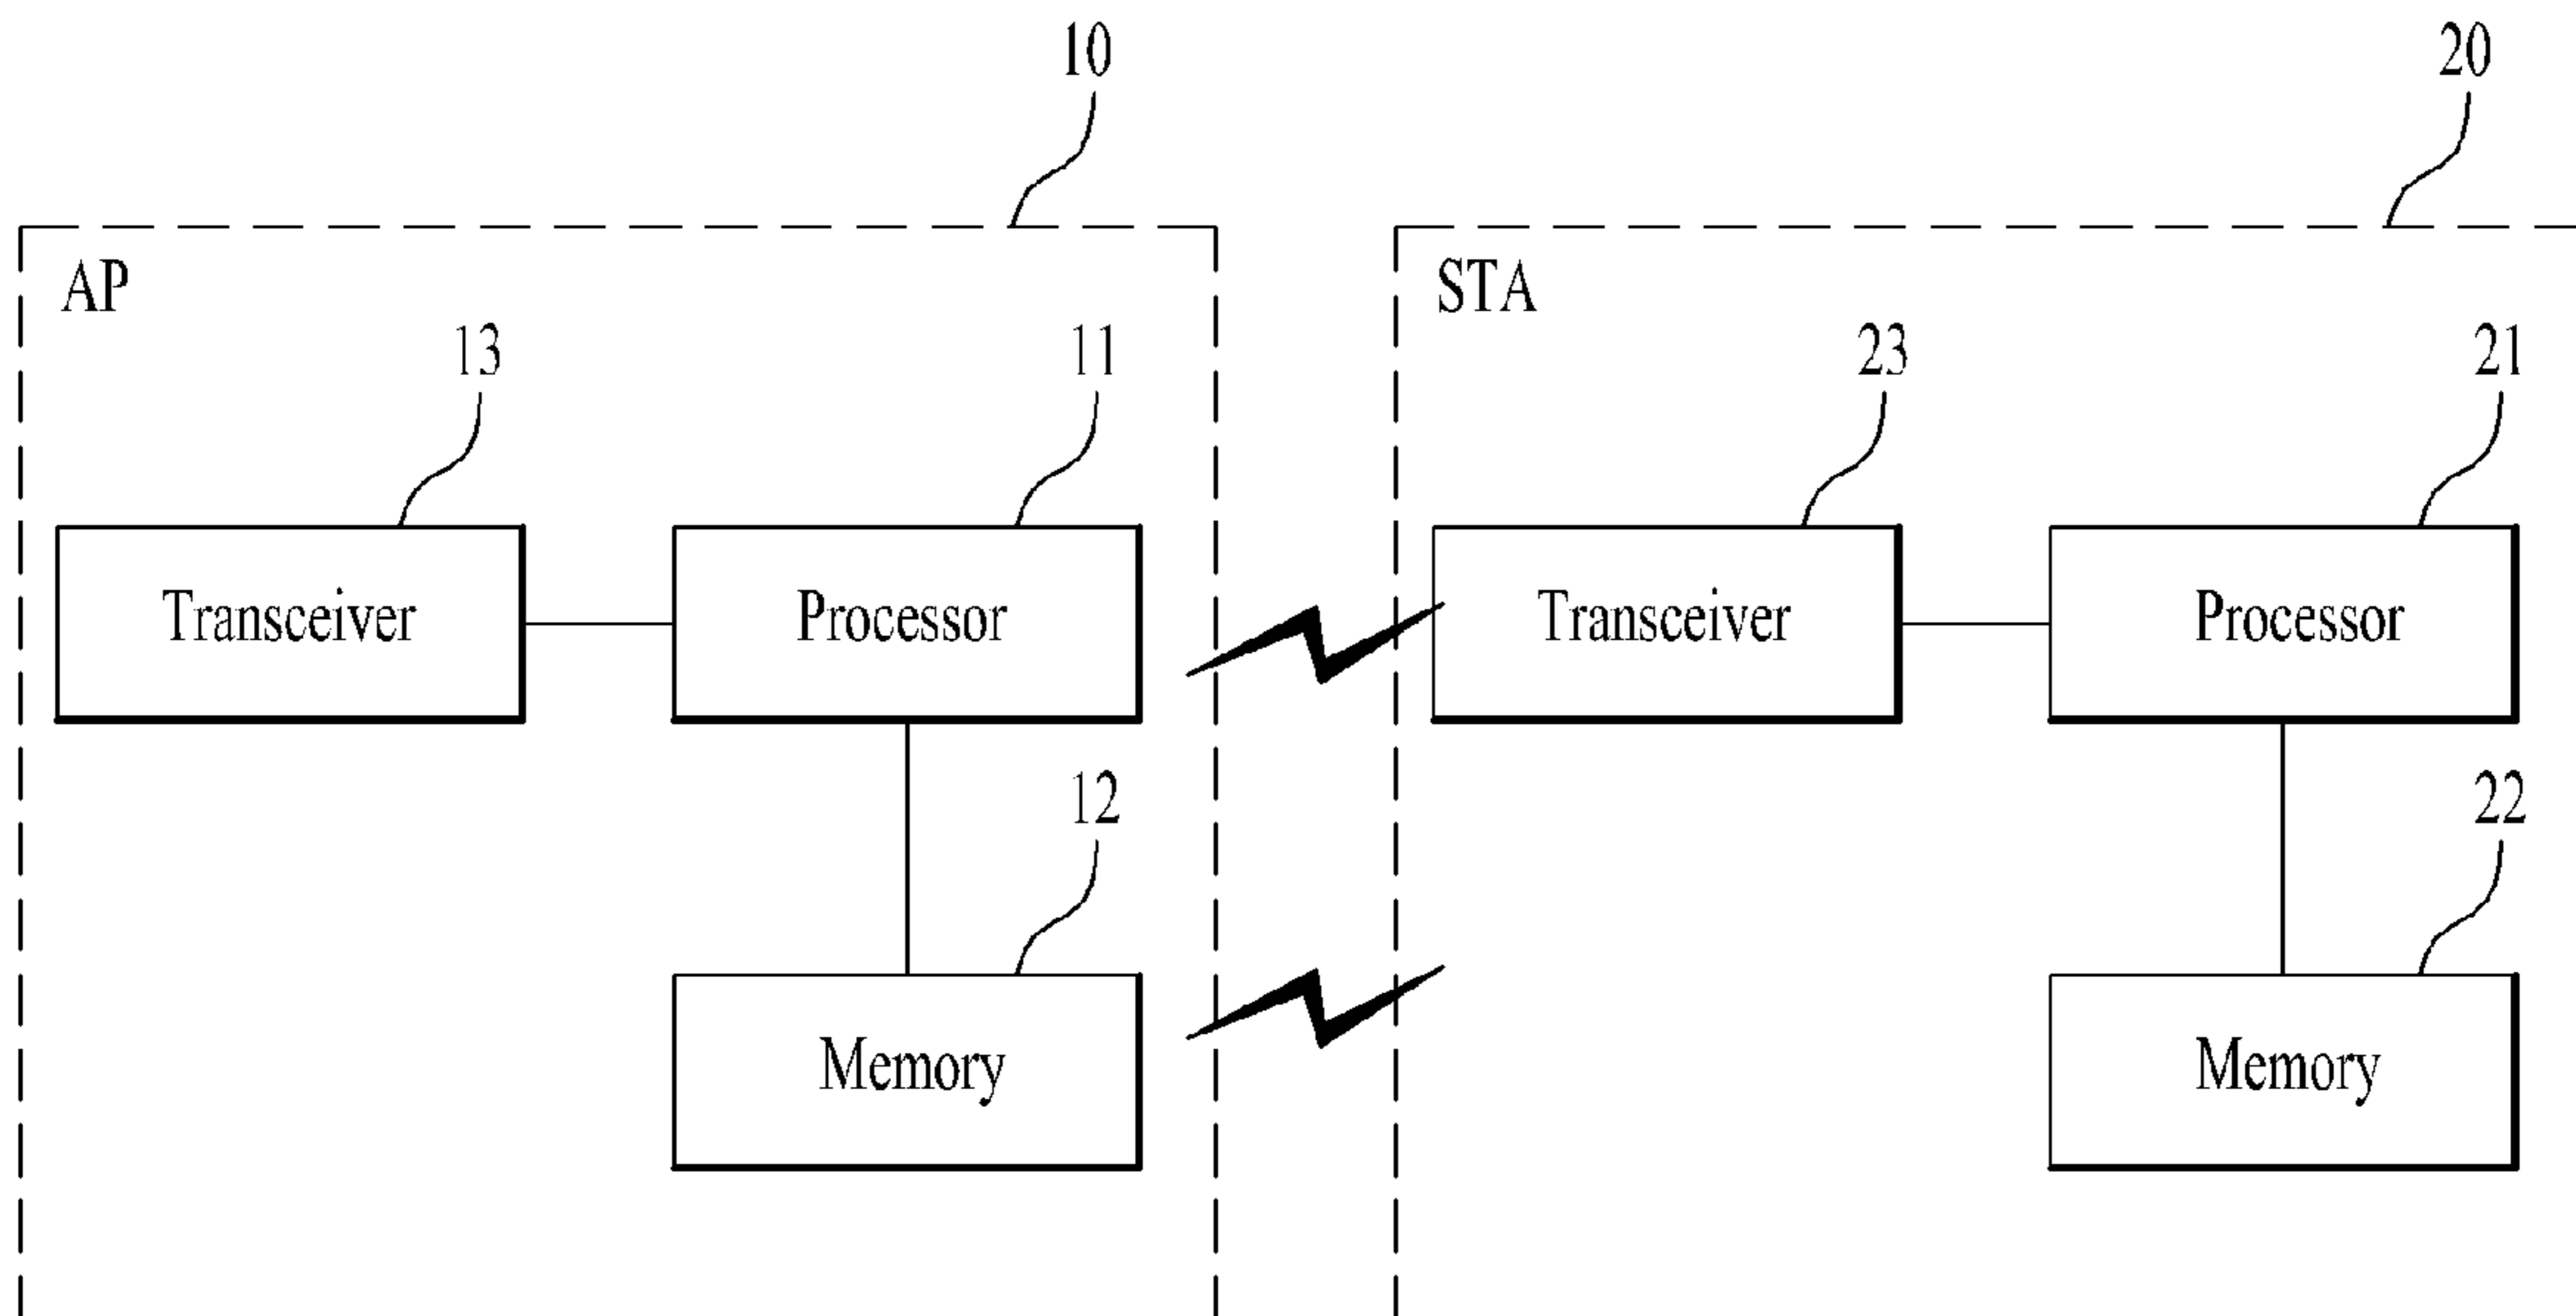 10
20
AP
STA
13
11
23
21
Transceiver
Processor
Transceiver
Processor
12
22
Memory
Memory